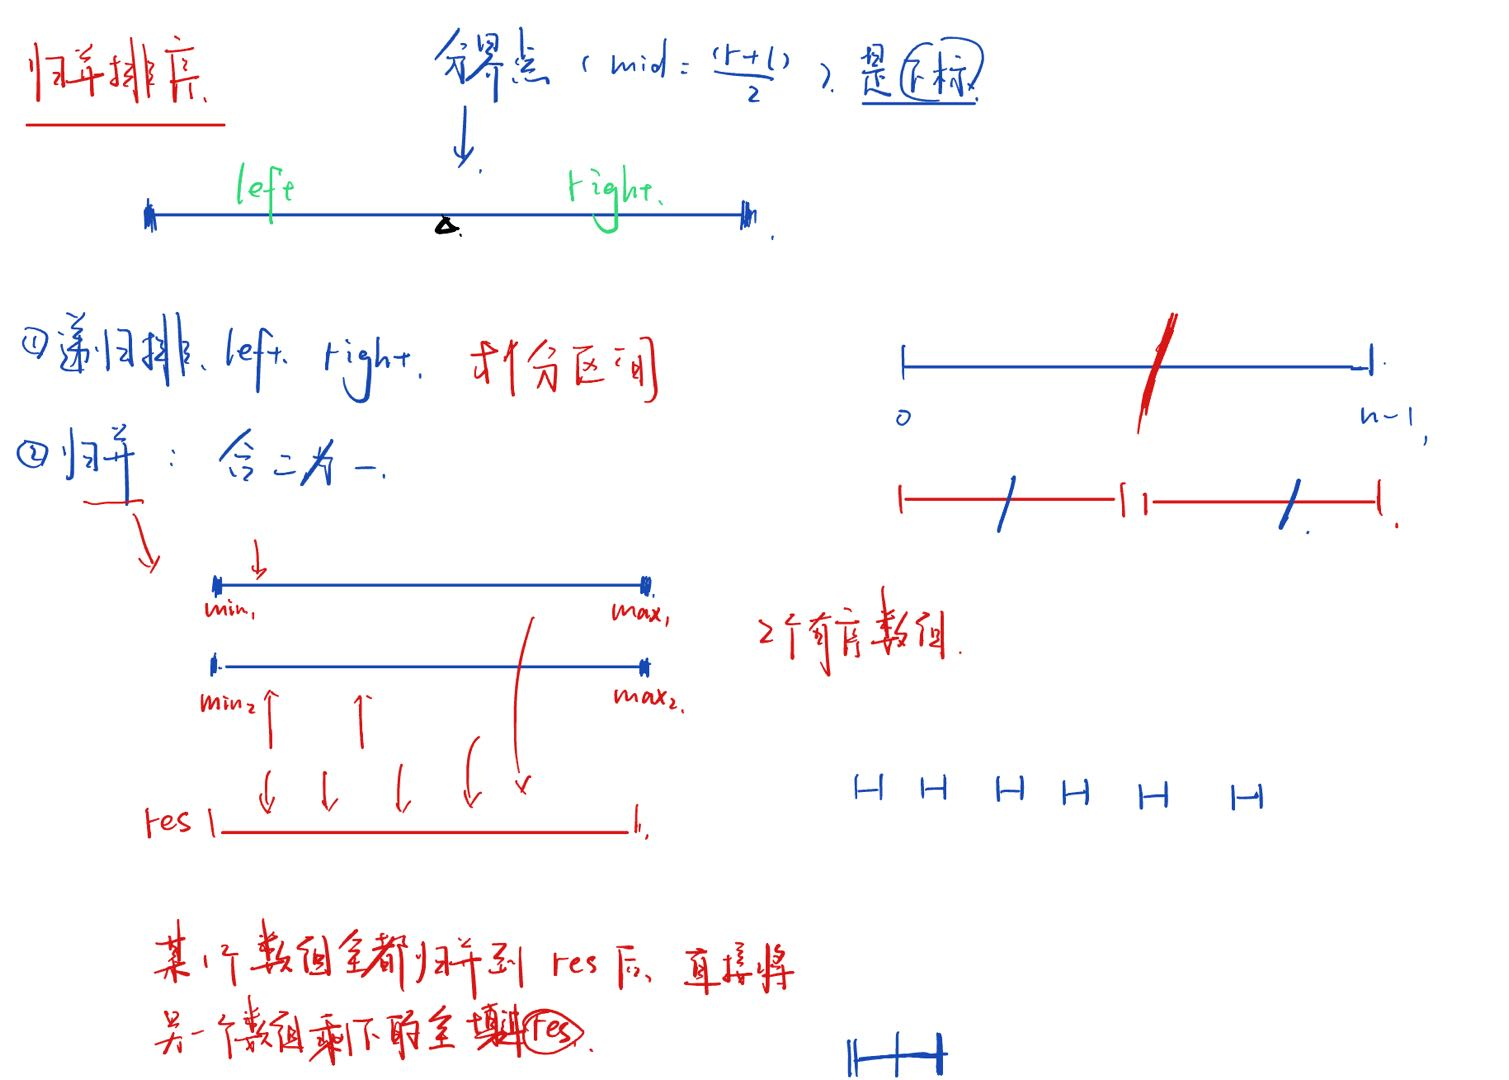 归并排序.
分界点 (mid = (r+l)/2). 是下标.
left right.
① 递归排、left. right. 拆分区间
0 n-1,
② 归并: 合二为一.
min₁ max₁
2个有序数组.
min₂ max₂.
res
某1个数组全都归并到 res 后、直接将
另一个数组剩下的全填进res.